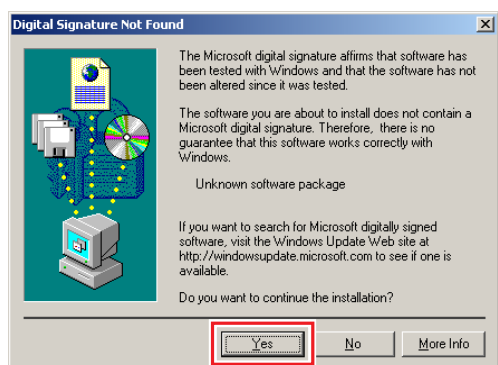 Digital Signature Not Found
The Microsoft digital signature affirms that software has
been tested with Windows and that the software has not
been altered since it was tested.
The software you are about to install does not contain a
Microsoft digital signature. Therefore, there is no
guarantee that this software works correctly with
Windows.
Unknown software package
If you want to search for Microsoft digitally signed
software, visit the Windows Update Web site at
http://windowsupdate.microsoft.com to see if one is
available.
Do you want to continue the installation?
Yes No More Info